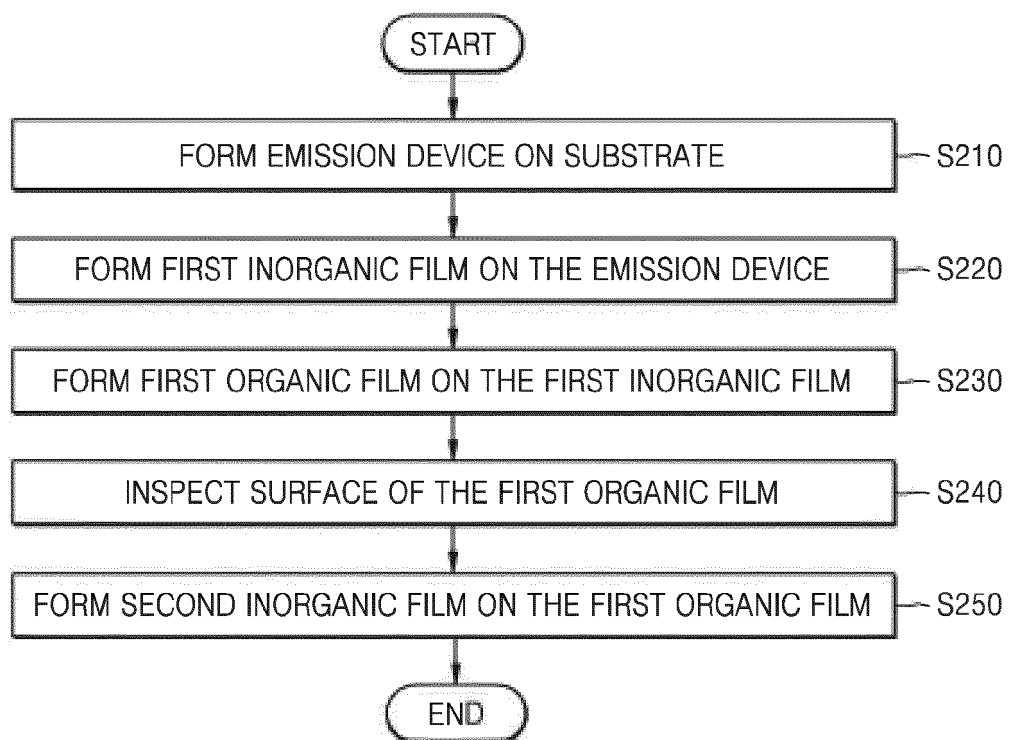 START
FORM EMISSION DEVICE ON SUBSTRATE
S210
FORM FIRST INORGANIC FILM ON THE EMISSION DEVICE
S220
FORM FIRST ORGANIC FILM ON THE FIRST INORGANIC FILM
S230
INSPECT SURFACE OF THE FIRST ORGANIC FILM
S240
FORM SECOND INORGANIC FILM ON THE FIRST ORGANIC FILM
S250
END